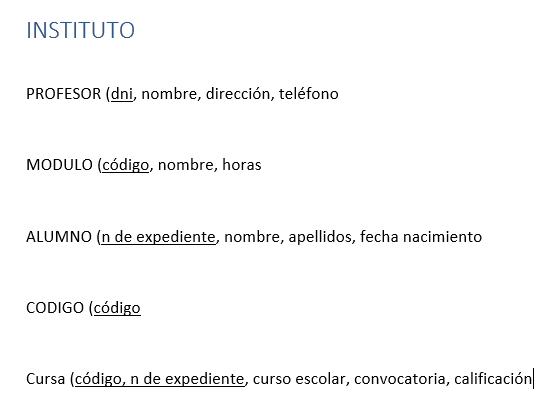 INSTITUTO
PROFESOR (dni, nombre, dirección, teléfono
MODULO (código, nombre, horas
ALUMNO (n de expediente, nombre, apellidos, fecha nacimiento
CODIGO (código
Cursa (código, n de expediente, curso escolar, convocatoria, calificación